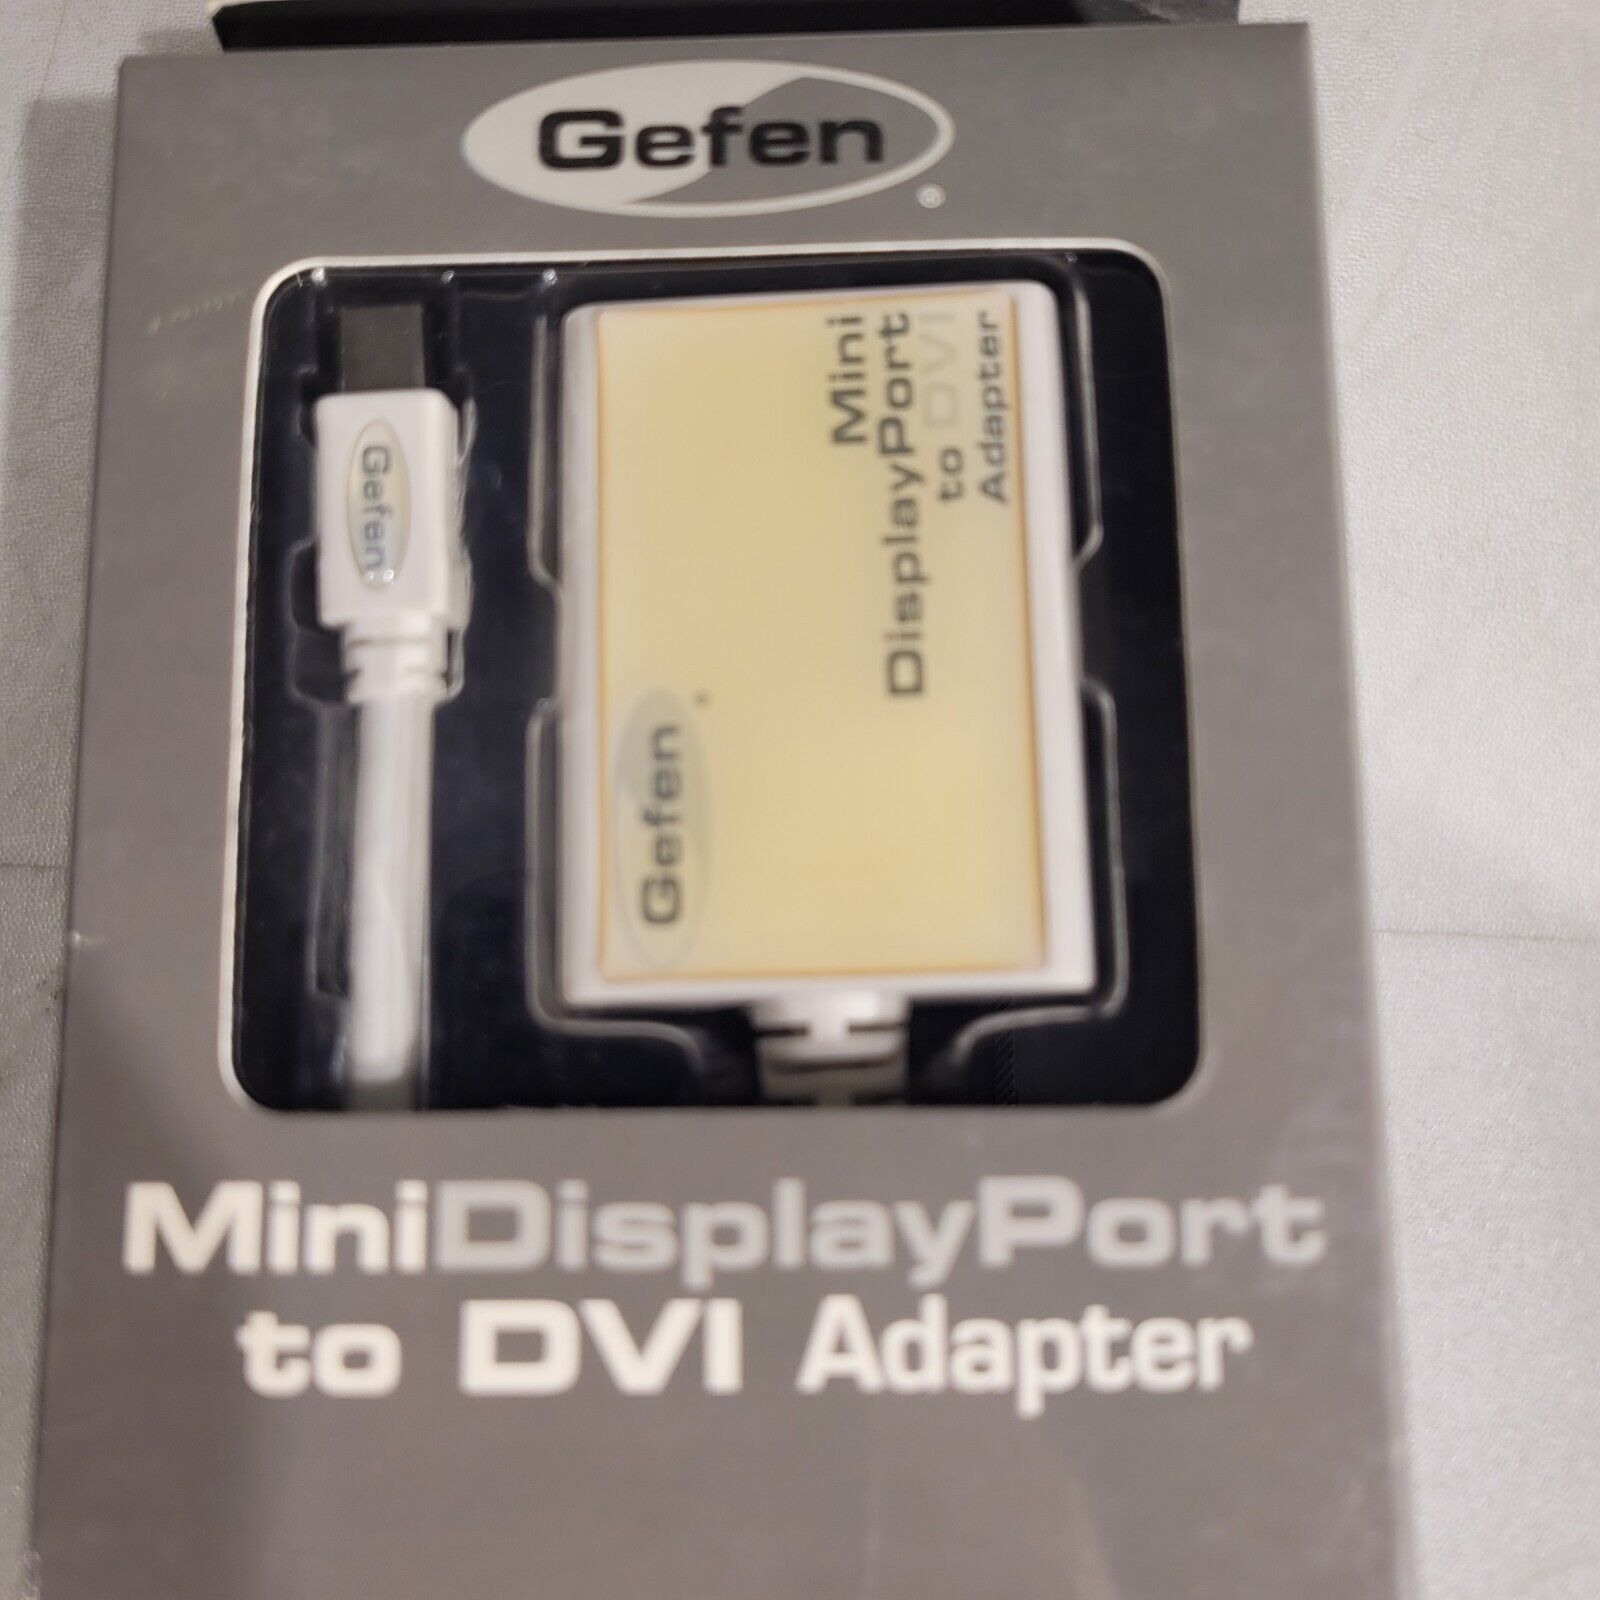 Gefen
®
Gefen
Mini
DisplayPort
to DVI
Adapter
Gefen
MiniDisplayPort
to DVI Adapter